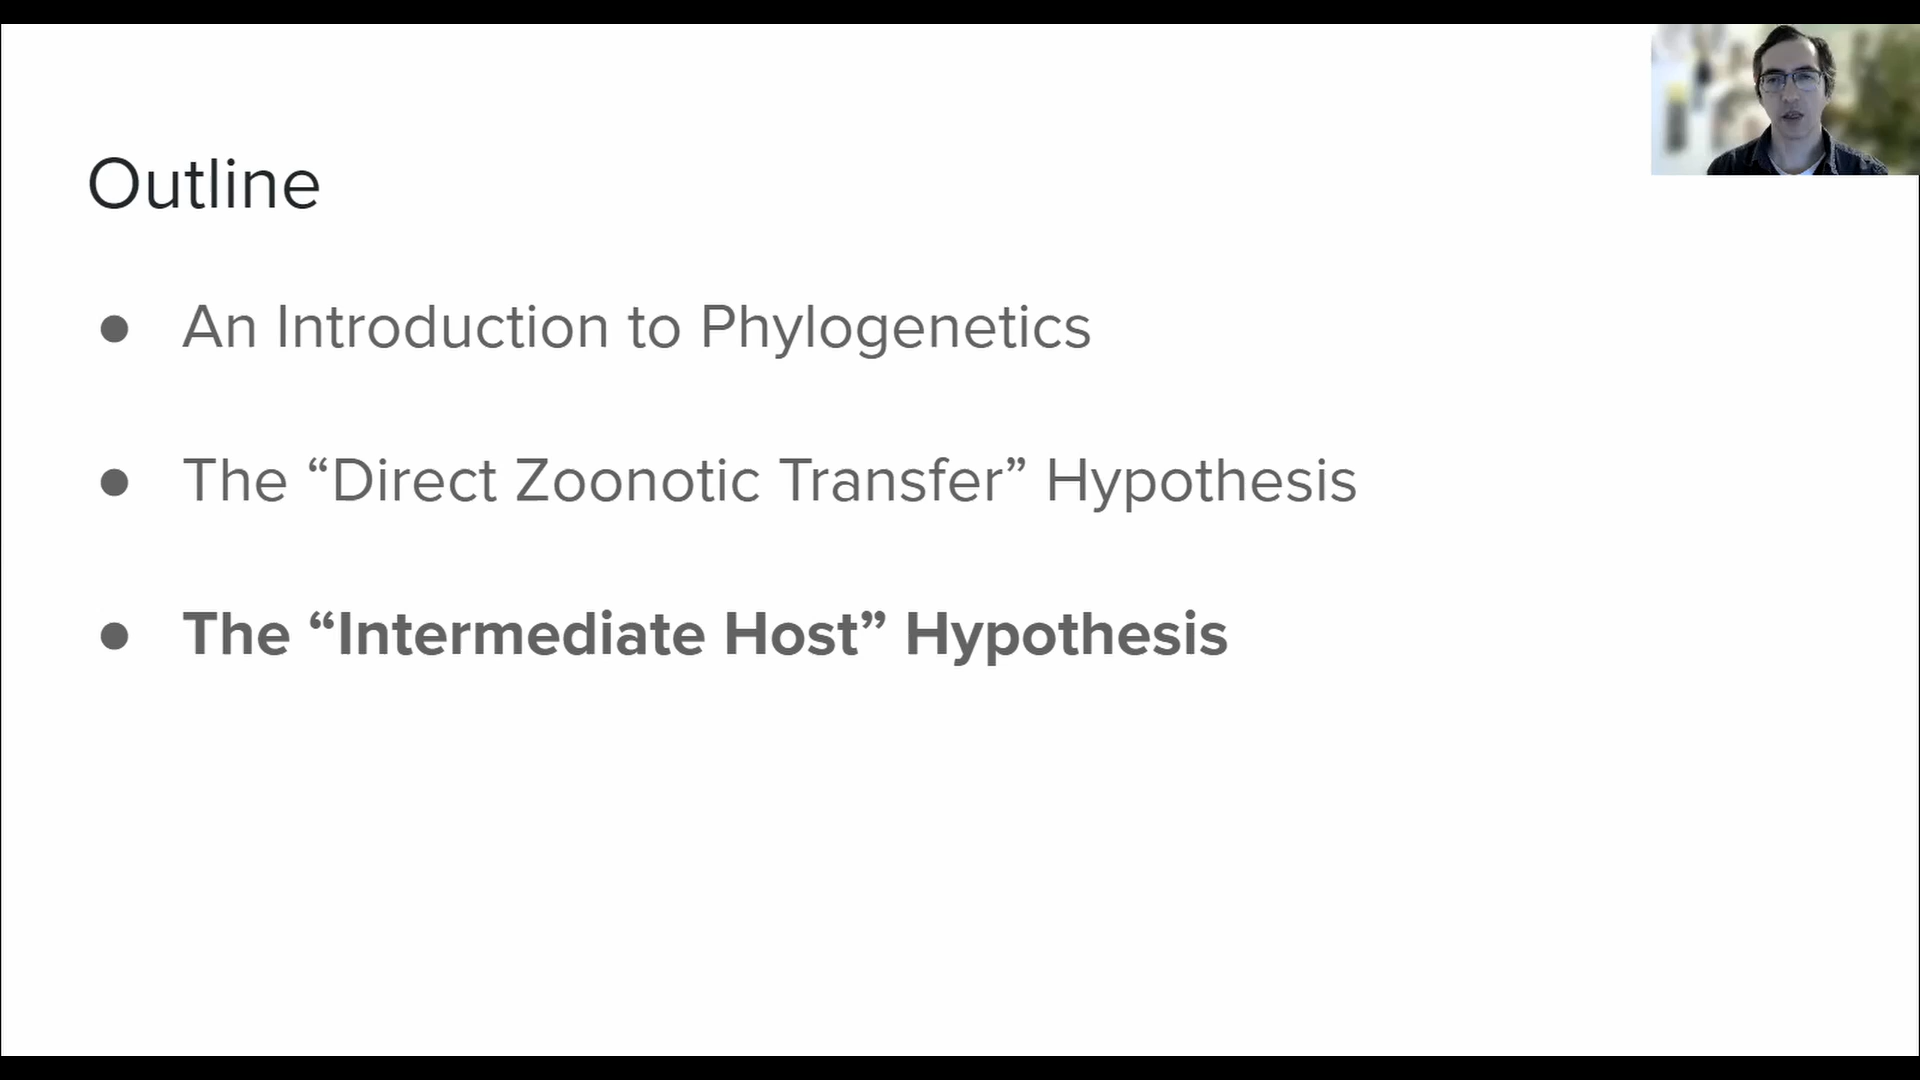 Outline
● An Introduction to Phylogenetics
● The “Direct Zoonotic Transfer” Hypothesis
● The “Intermediate Host” Hypothesis